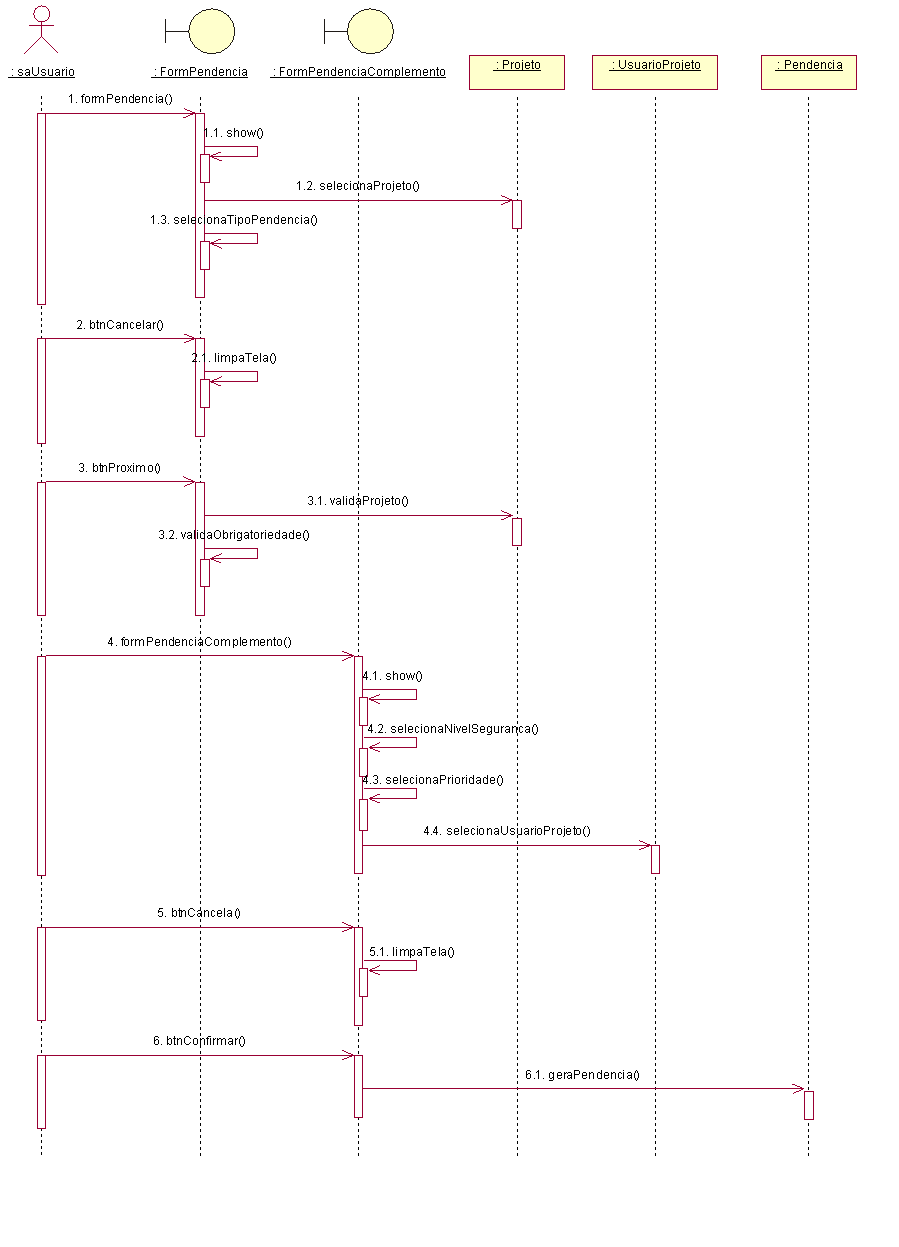 : saUsuario
: FormPendencia
: FormPendenciaComplemento
: Projeto
: UsuarioProjeto
: Pendencia
1. formPendencia()
1.1. show()
1.2. selecionaProjeto()
1.3. selecionaTipoPendencia()
2. btnCancelar()
2.1. limpaTela()
3. btnProximo()
3.1. validaProjeto()
3.2. validaObrigatoriedade()
4. formPendenciaComplemento()
4.1. show()
4.2. selecionaNivelSeguranca()
4.3. selecionaPrioridade()
4.4. selecionaUsuarioProjeto()
5. btnCancela()
5.1. limpaTela()
6. btnConfirmar()
6.1. geraPendencia()